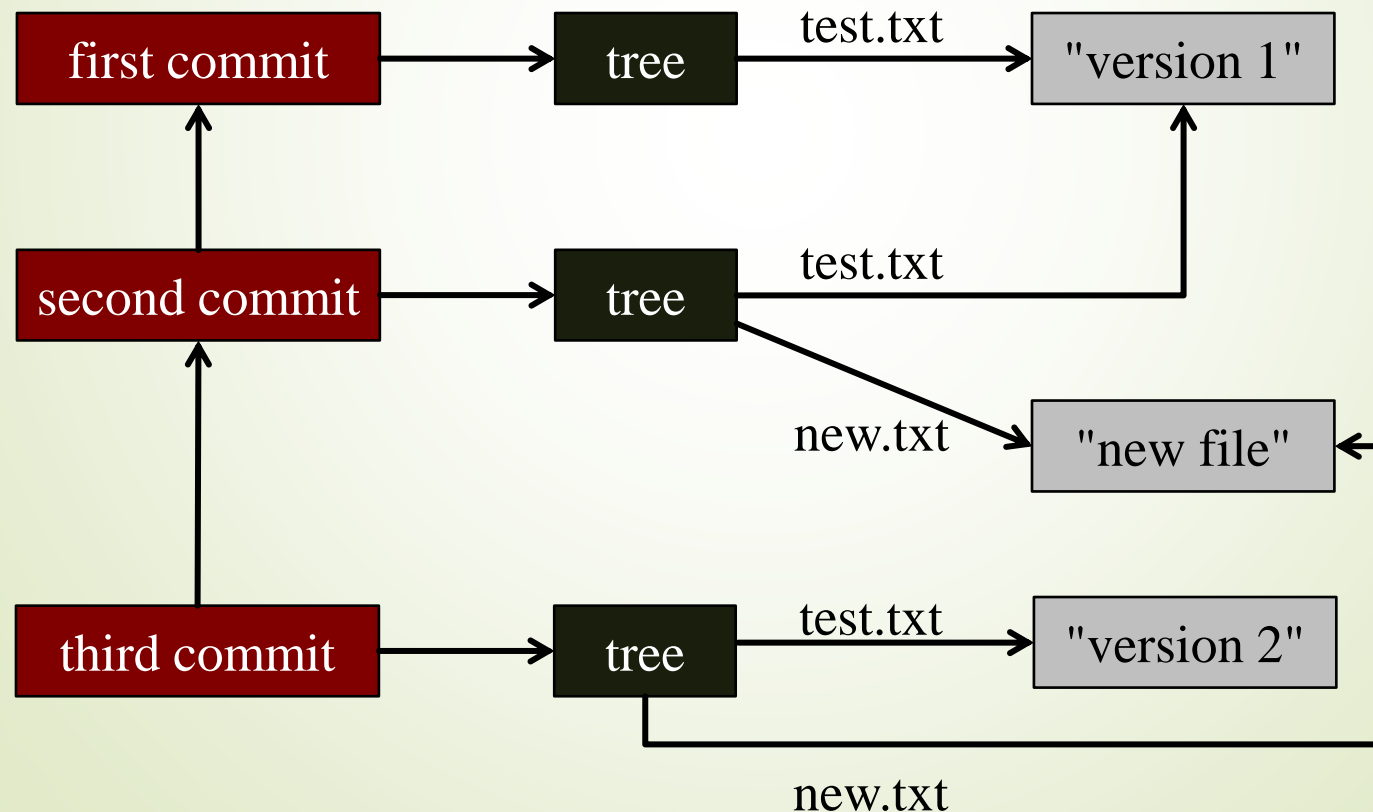 first commit
tree
test.txt
"version 1"
second commit
tree
test.txt
new.txt
"new file"
third commit
tree
test.txt
"version 2"
new.txt